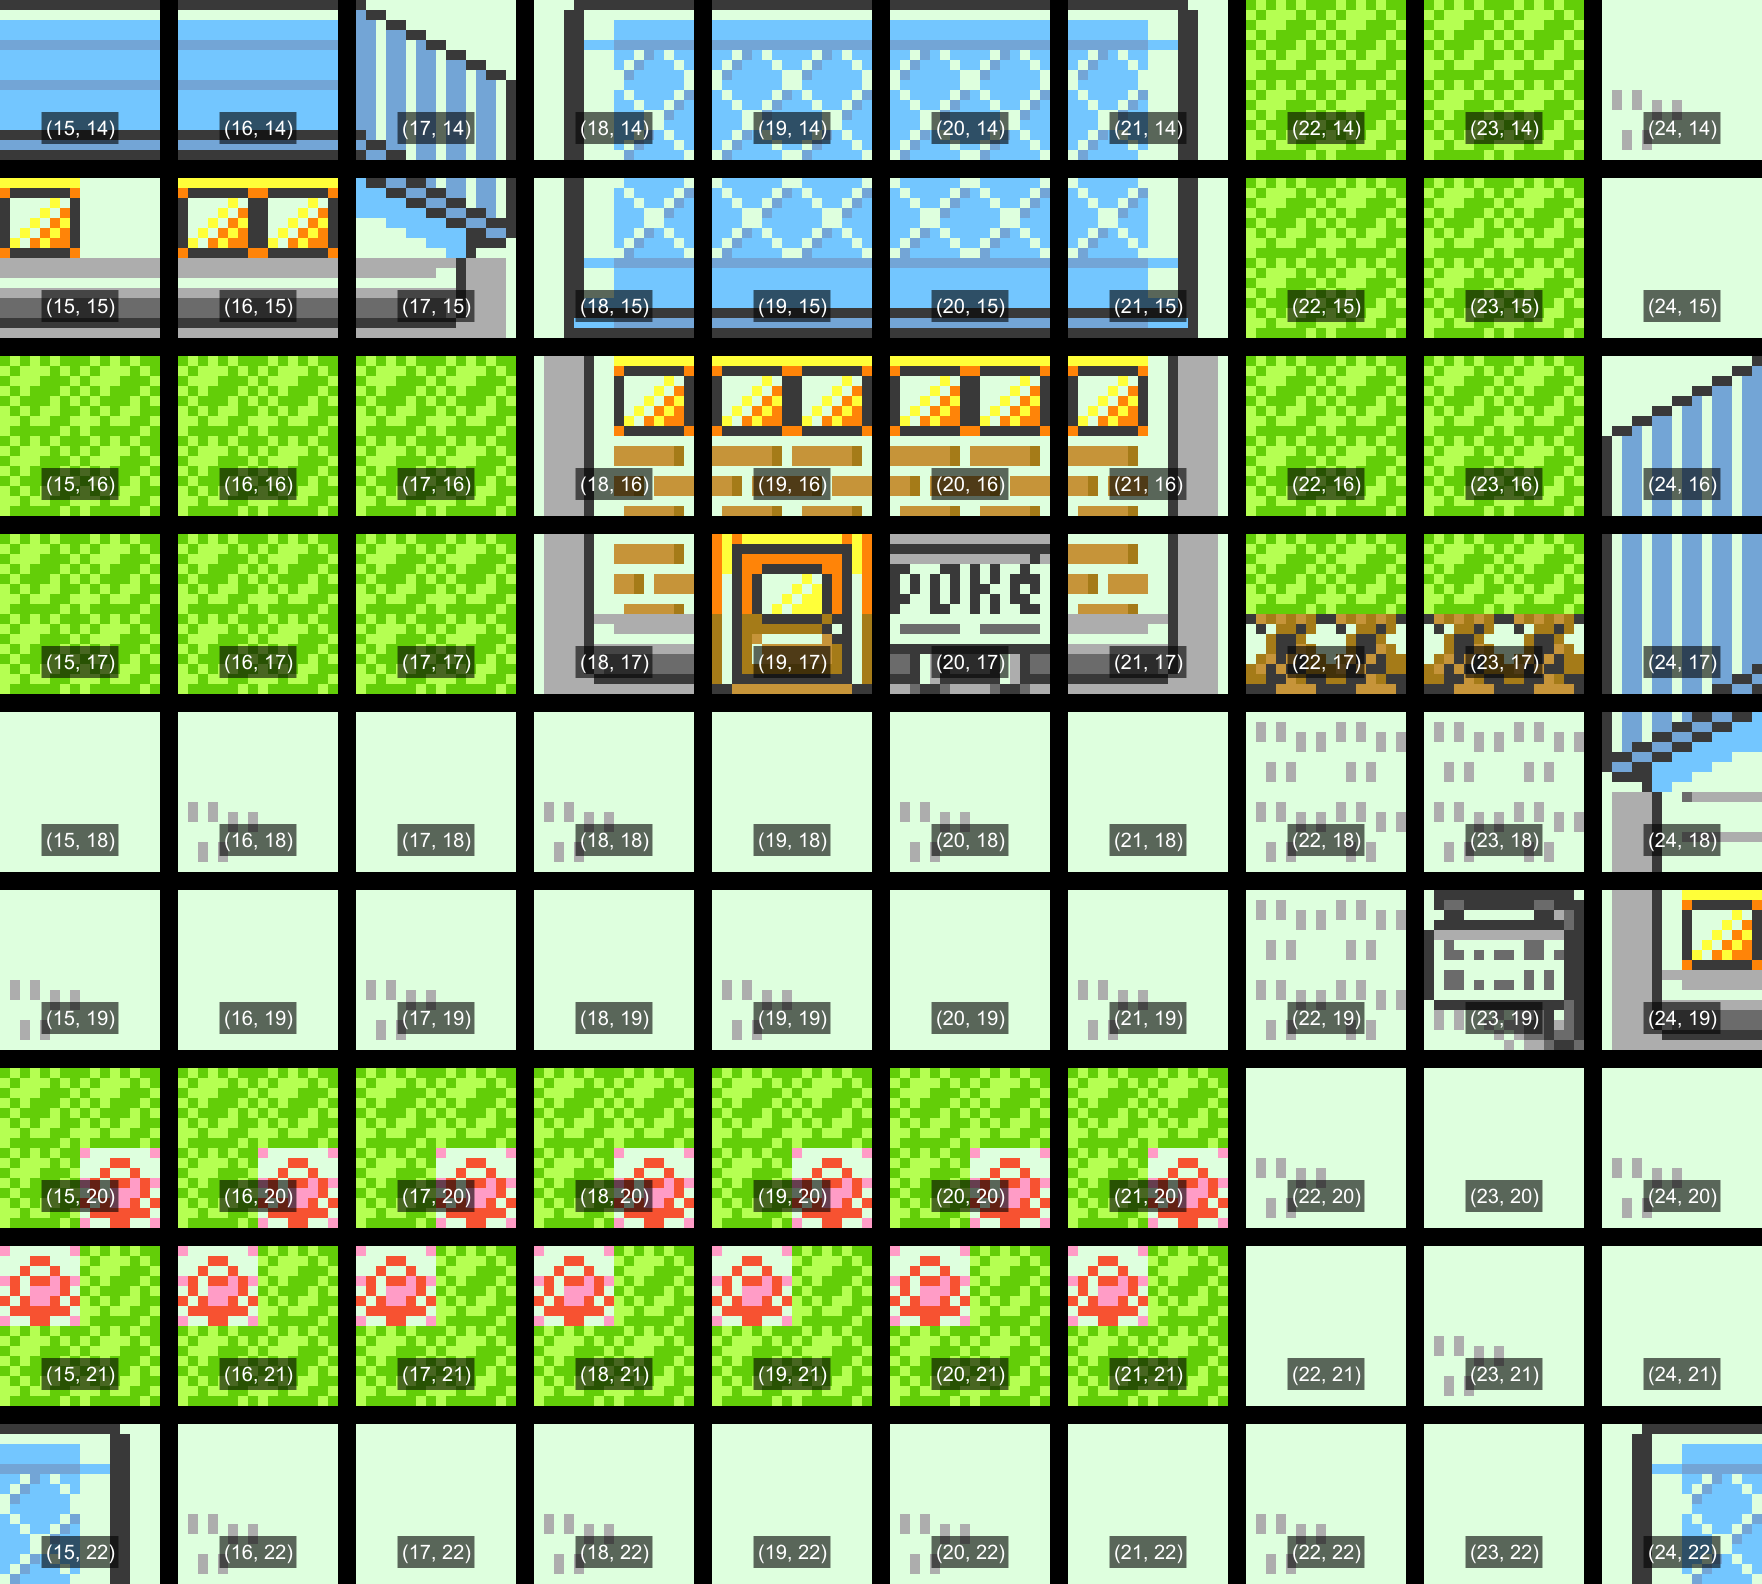 (15, 14) (16, 14) (17, 14) (18, 14) (19, 14) (20, 14) (21, 14) (22, 14) (23, 14) (24, 14)
(15, 15) (16, 15) (17, 15) (18, 15) (19, 15) (20, 15) (21, 15) (22, 15) (23, 15) (24, 15)
(15, 16) (16, 16) (17, 16) (18, 16) (19, 16) (20, 16) (21, 16) (22, 16) (23, 16) (24, 16)
POKé
(15, 17) (16, 17) (17, 17) (18, 17) (19, 17) (20, 17) (21, 17) (22, 17) (23, 17) (24, 17)
(15, 18) (16, 18) (17, 18) (18, 18) (19, 18) (20, 18) (21, 18) (22, 18) (23, 18) (24, 18)
(15, 19) (16, 19) (17, 19) (18, 19) (19, 19) (20, 19) (21, 19) (22, 19) (23, 19) (24, 19)
(15, 20) (16, 20) (17, 20) (18, 20) (19, 20) (20, 20) (21, 20) (22, 20) (23, 20) (24, 20)
(15, 21) (16, 21) (17, 21) (18, 21) (19, 21) (20, 21) (21, 21) (22, 21) (23, 21) (24, 21)
(15, 22) (16, 22) (17, 22) (18, 22) (19, 22) (20, 22) (21, 22) (22, 22) (23, 22) (24, 22)